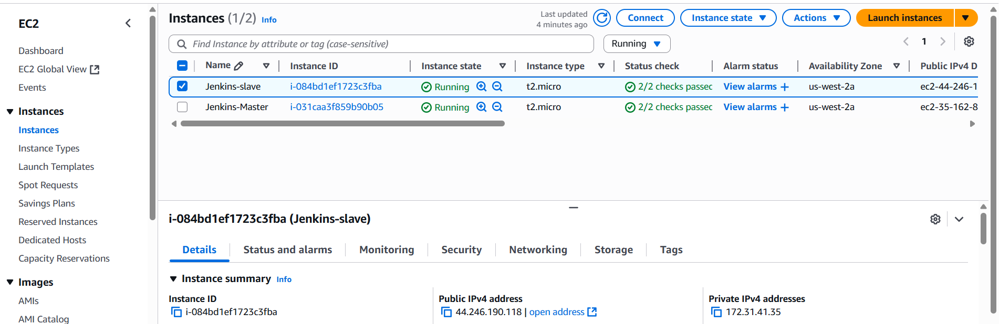 EC2
Dashboard
EC2 Global View
Events
Instances
Instances
Instance Types
Launch Templates
Spot Requests
Savings Plans
Reserved Instances
Dedicated Hosts
Capacity Reservations
Images
AMIs
AMI Catalog
Instances (1/2) Info
Last updated
4 minutes ago
Connect
Instance state
Actions
Launch instances
Find Instance by attribute or tag (case-sensitive)
Running
1
Name Instance ID Instance state Instance type Status check Alarm status Availability Zone Public IPv4 D
Jenkins-slave i-084bd1ef1723c3fba Running t2.micro 2/2 checks passed View alarms + us-west-2a ec2-44-246-1
Jenkins-Master i-031caa3f859b90b05 Running t2.micro 2/2 checks passed View alarms + us-west-2a ec2-35-162-8
i-084bd1ef1723c3fba (Jenkins-slave)
Details Status and alarms Monitoring Security Networking Storage Tags
Instance summary Info
Instance ID
i-084bd1ef1723c3fba
Public IPv4 address
44.246.190.118 | open address
Private IPv4 addresses
172.31.41.35